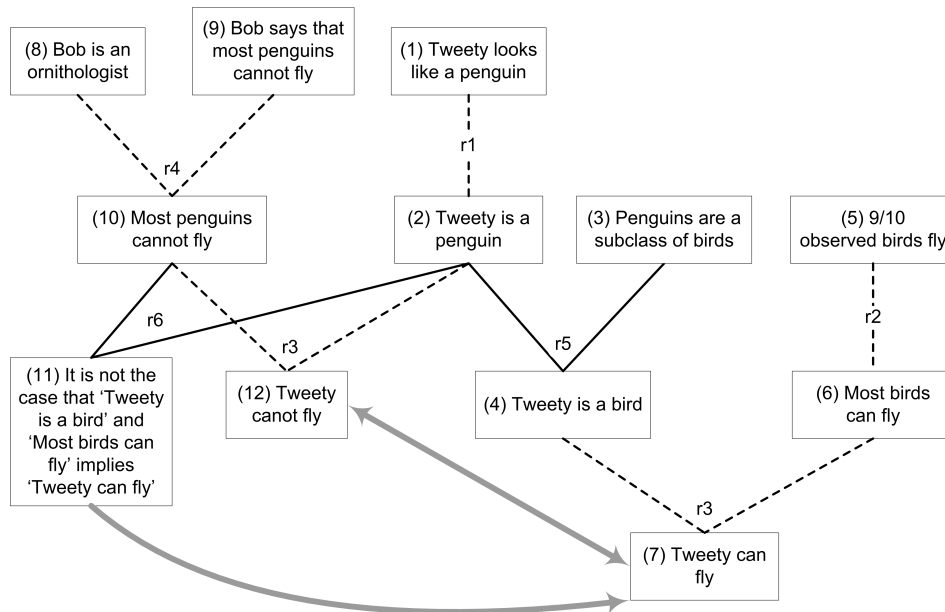 (8) Bob is an
ornithologist
(9) Bob says that
most penguins
cannot fly
(1) Tweety looks
like a penguin
r4
r1
(10) Most penguins
cannot fly
(2) Tweety is a
penguin
(3) Penguins are a
subclass of birds
(5) 9/10
observed birds fly
r6
r3
r5
r2
(11) It is not the
case that ‘Tweety
is a bird’ and
‘Most birds can
fly’ implies
‘Tweety can fly’
(12) Tweety
canot fly
(4) Tweety is a bird
(6) Most birds
can fly
r3
(7) Tweety can
fly